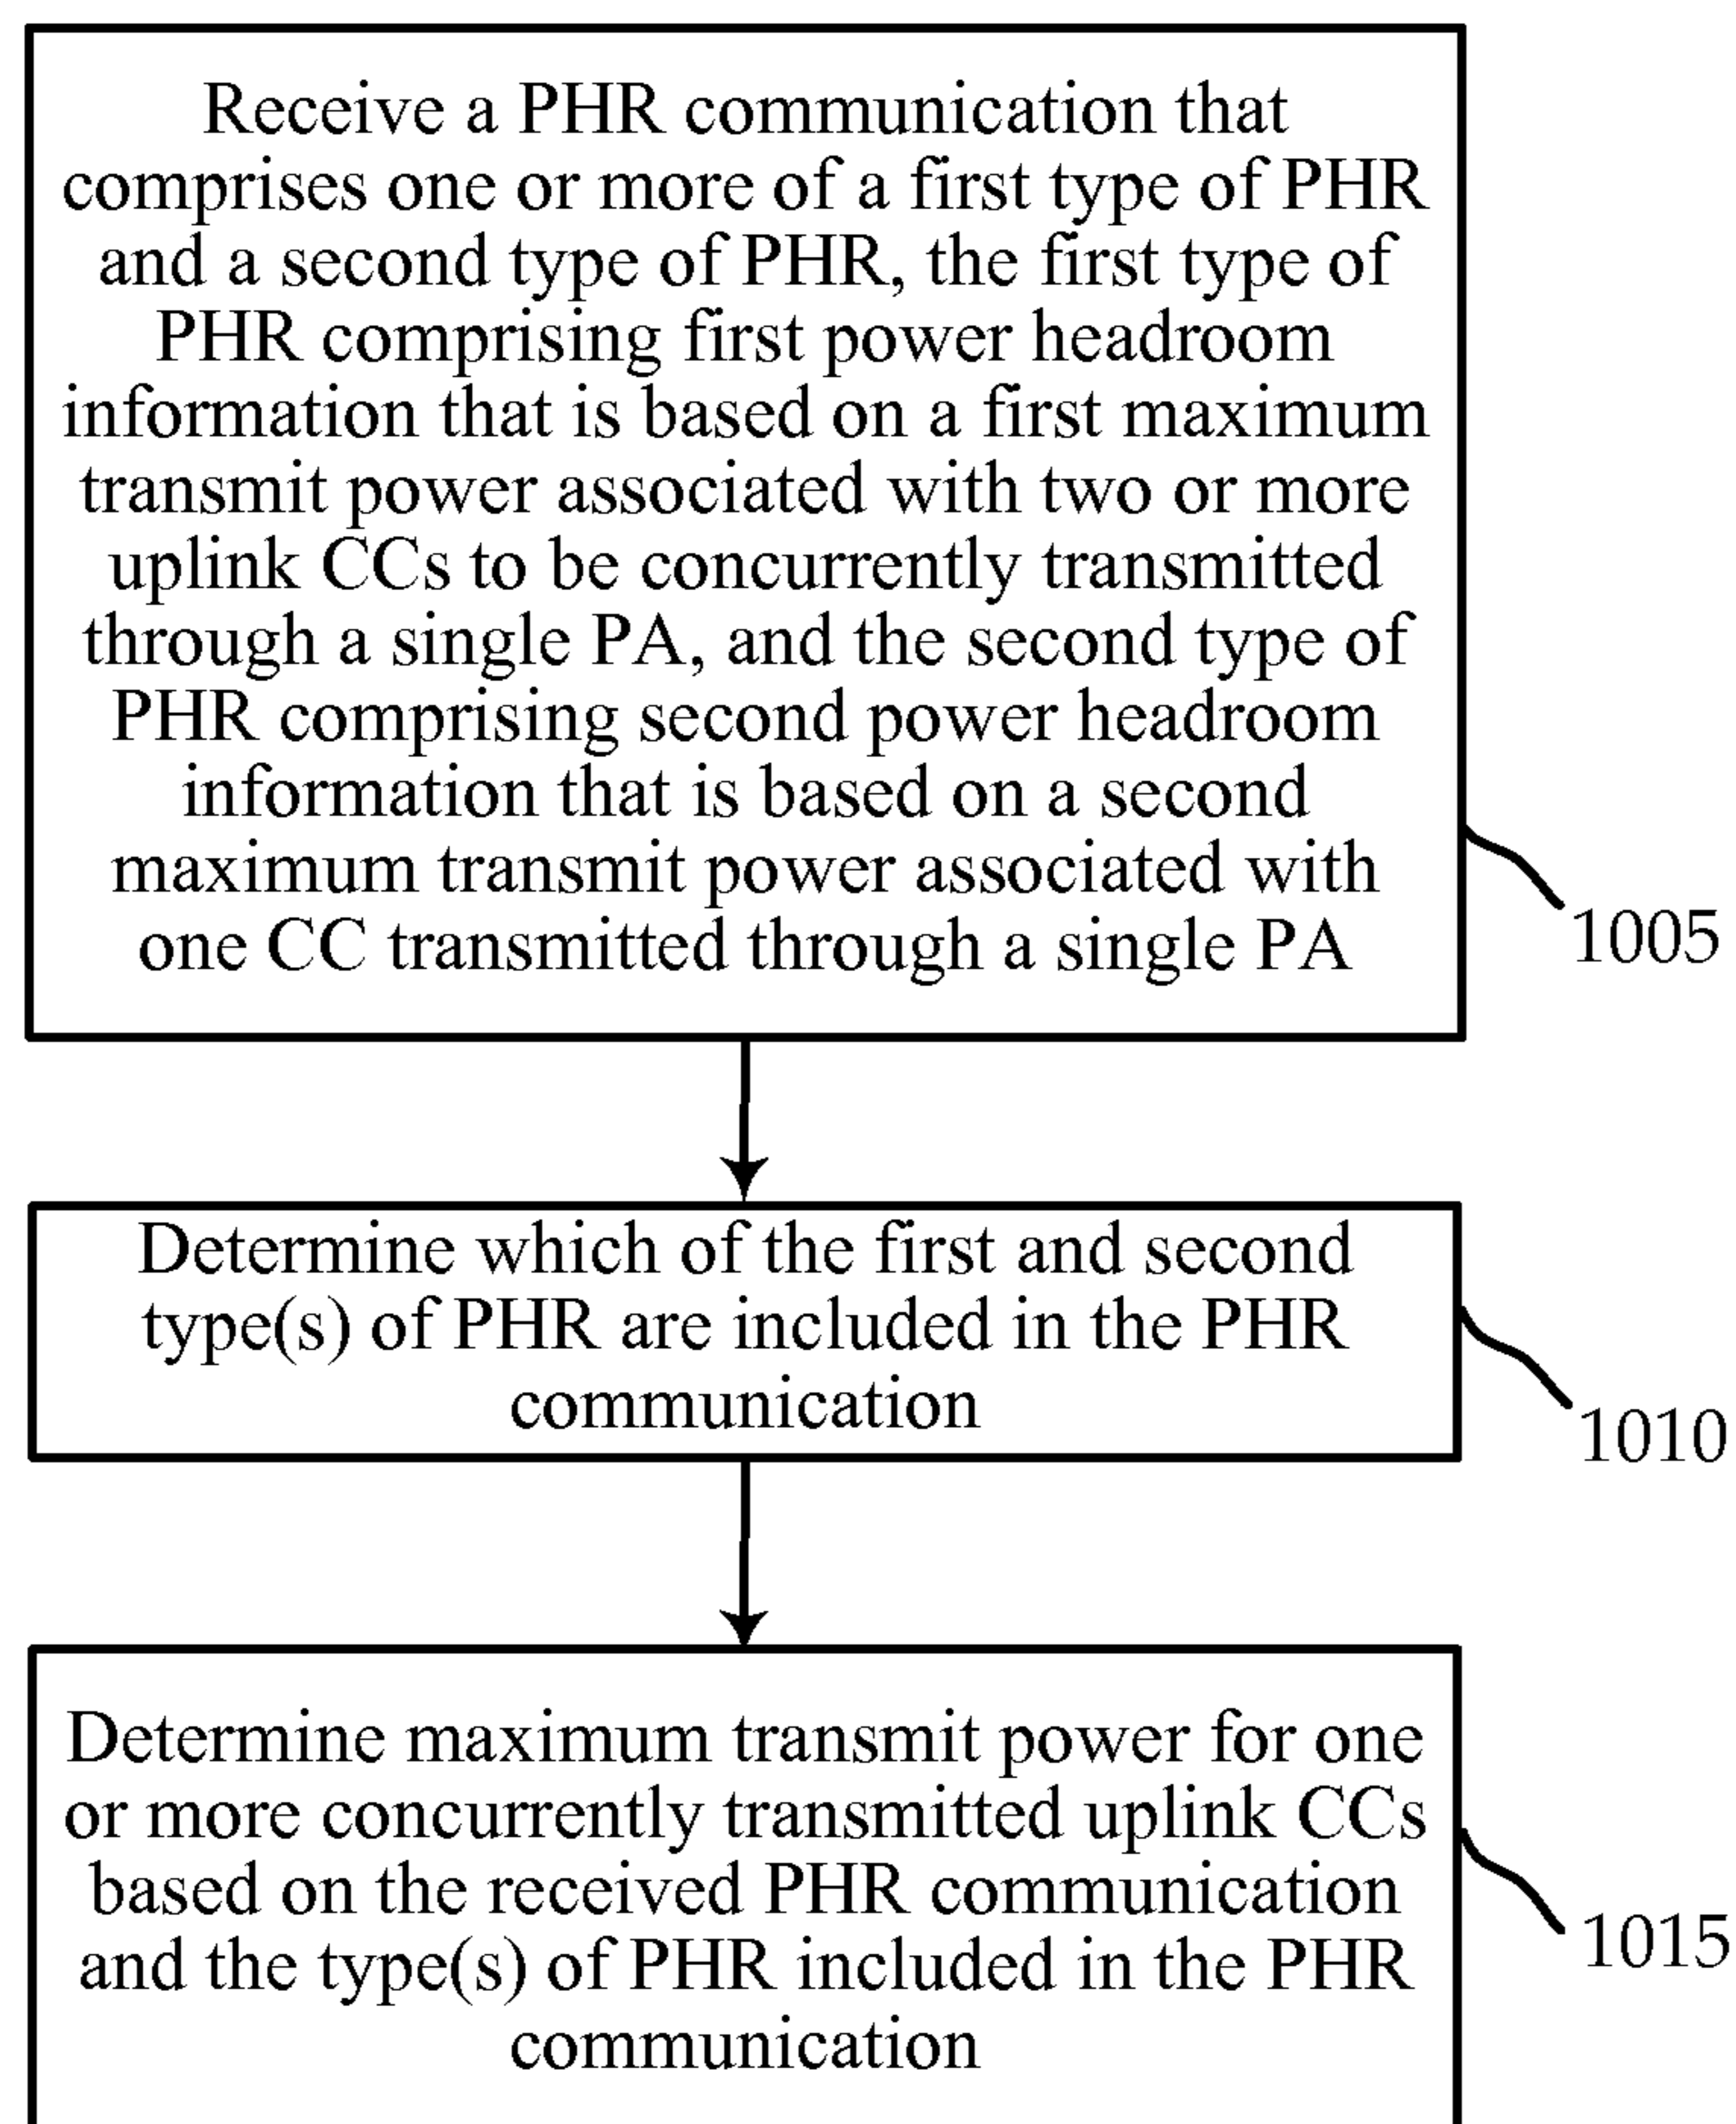 Receive a PHR communication that
comprises one or more of a first type of PHR
and a second type of PHR, the first type of
PHR comprising first power headroom
information that is based on a first maximum
transmit power associated with two or more
uplink CCs to be concurrently transmitted
through a single PA, and the second type of
PHR comprising second power headroom
information that is based on a second
maximum transmit power associated with
one CC transmitted through a single PA
1005
Determine which of the first and second
type(s) of PHR are included in the PHR
communication
1010
Determine maximum transmit power for one
or more concurrently transmitted uplink CCs
based on the received PHR communication
and the type(s) of PHR included in the PHR
communication
1015